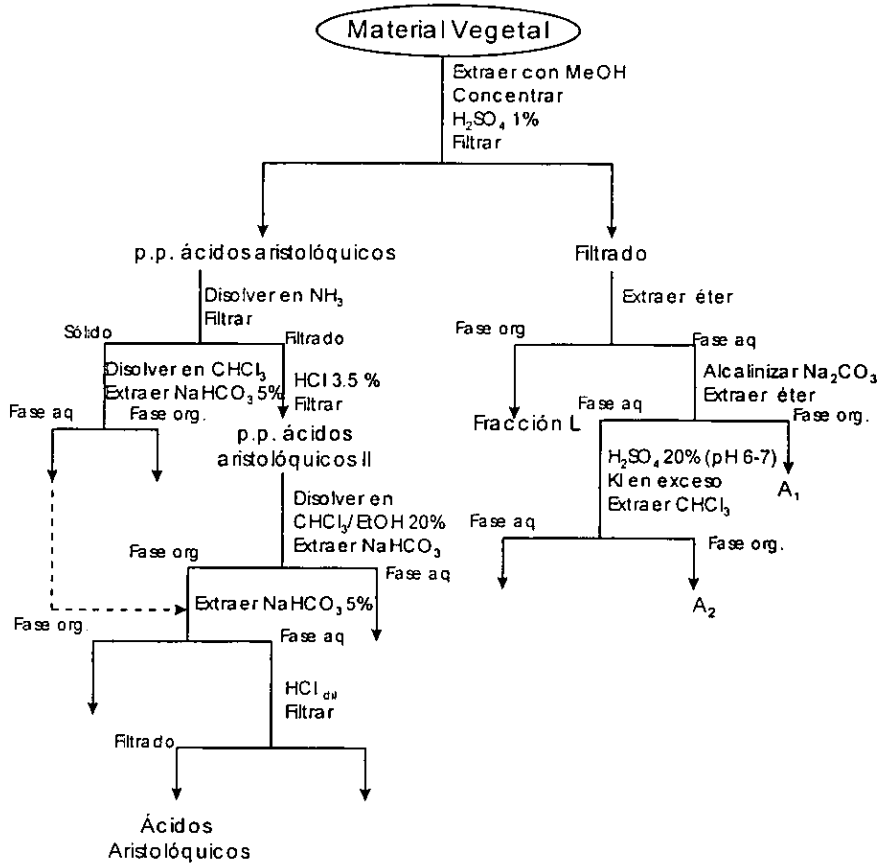 Material Vegetal
Extraer con MeOH
Concentrar
H₂SO₄ 1%
Filtrar
p.p. ácidos aristolóquicos
Filtrado
Disolver en NH₃
Filtrar
Extraer éter
Sólido
Filtrado
Fase org
Fase aq
Disolver en CHCl₃
Extraer NaHCO₃ 5%
HCl 3.5 %
Filtrar
Alcalinizar Na₂CO₃
Extraer éter
Fase aq
Fase org.
Fracción L
Fase aq
Fase org.
p.p. ácidos
aristolóquicos II
H₂SO₄ 20% (pH 6-7)
KI en exceso
Extraer CHCl₃
A₁
Disolver en
CHCl₃/EtOH 20%
Extraer NaHCO₃
Fase aq
Fase org.
Fase org
Fase aq
Extraer NaHCO₃ 5%
A₂
Fase org.
Fase aq
HCl dil
Filtrar
Filtrado
Ácidos
Aristolóquicos